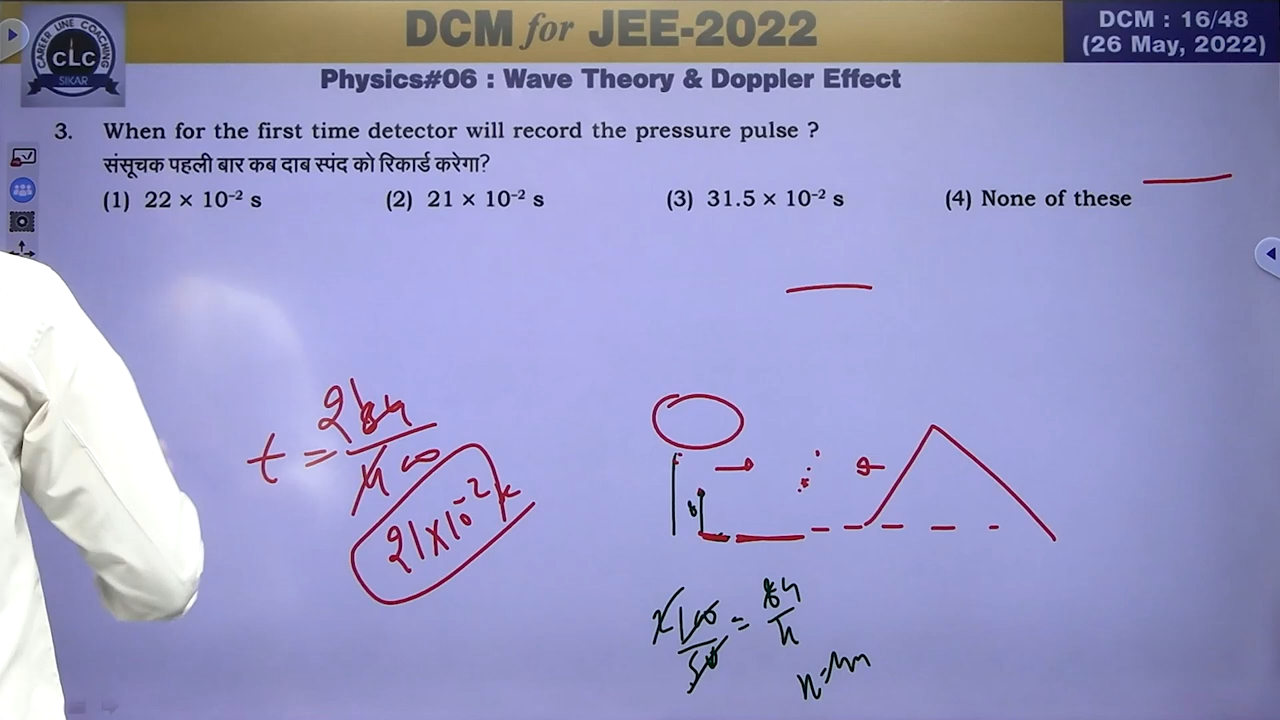 DCM for JEE-2022
DCM : 16/48
(26 May, 2022)
CAREER LINE COACHING
CLC
SIKAR
Physics#06 : Wave Theory & Doppler Effect
3. When for the first time detector will record the pressure pulse ?
संसूचक पहली बार कब दाब स्पंद को रिकार्ड करेगा?
(1) 22 × 10⁻² s (2) 21 × 10⁻² s (3) 31.5 × 10⁻² s (4) None of these
t =
21×10⁻²